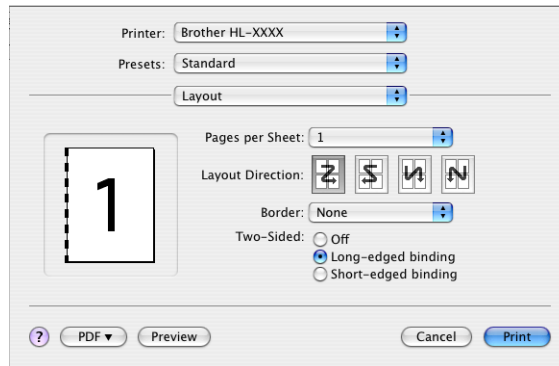 Printer: Brother HL-XXXX
Presets: Standard
Layout
Pages per Sheet: 1
1
Layout Direction:
Border: None
Two-Sided: Off
Long-edged binding
Short-edged binding
? PDF▼ Preview Cancel Print